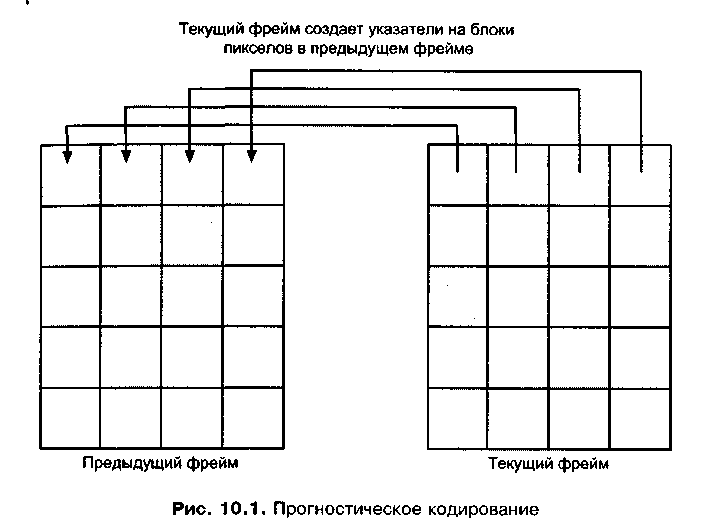 Текущий фрейм создает указатели на блоки
пикселов в предыдущем фрейме
Предыдущий фрейм
Текущий фрейм
Рис. 10.1. Прогностическое кодирование